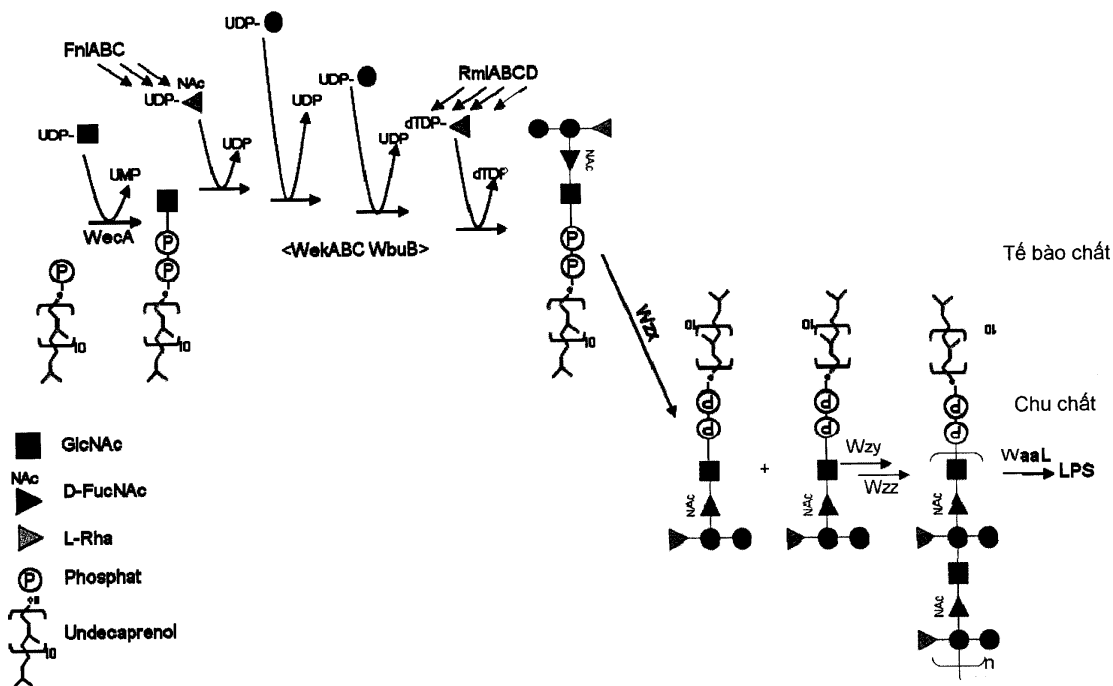 UDP-
FnlABC
NAc
UDP-
UDP-
UMP
WecA
UDP
UDP-
UDP
UDP
RmlABCD
dTDP-
dTDP
<WekABC WbuB>
P
10
P
P
10
NAc
P
P
10
Wzx
Tế bào chất
10
P
P
NAc
+
10
P
P
NAc
Wzy
Wzz
10
P
P
NAc
NAc
n
Chu chất
WaaL
LPS
GlcNAc
NAc
D-FucNAc
L-Rha
P
Phosphat
10
Undecaprenol